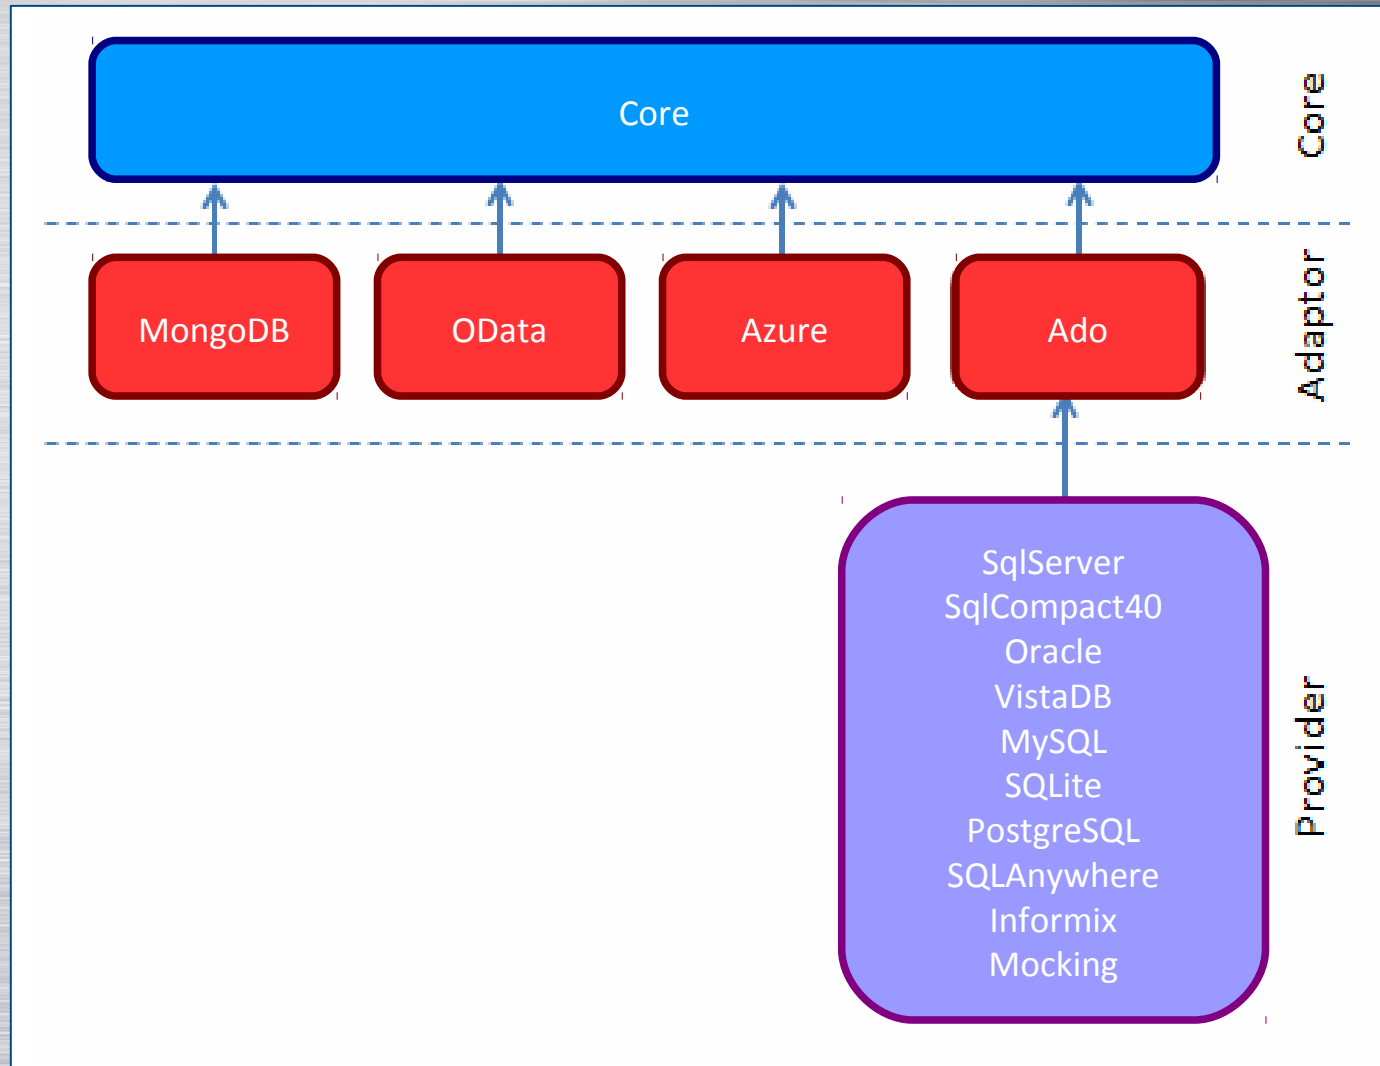 Core
Core
MongoDB
OData
Azure
Ado
Adaptor
SqlServer
SqlCompact40
Oracle
VistaDB
MySQL
SQLite
PostgreSQL
SQLAnywhere
Informix
Mocking
Provider